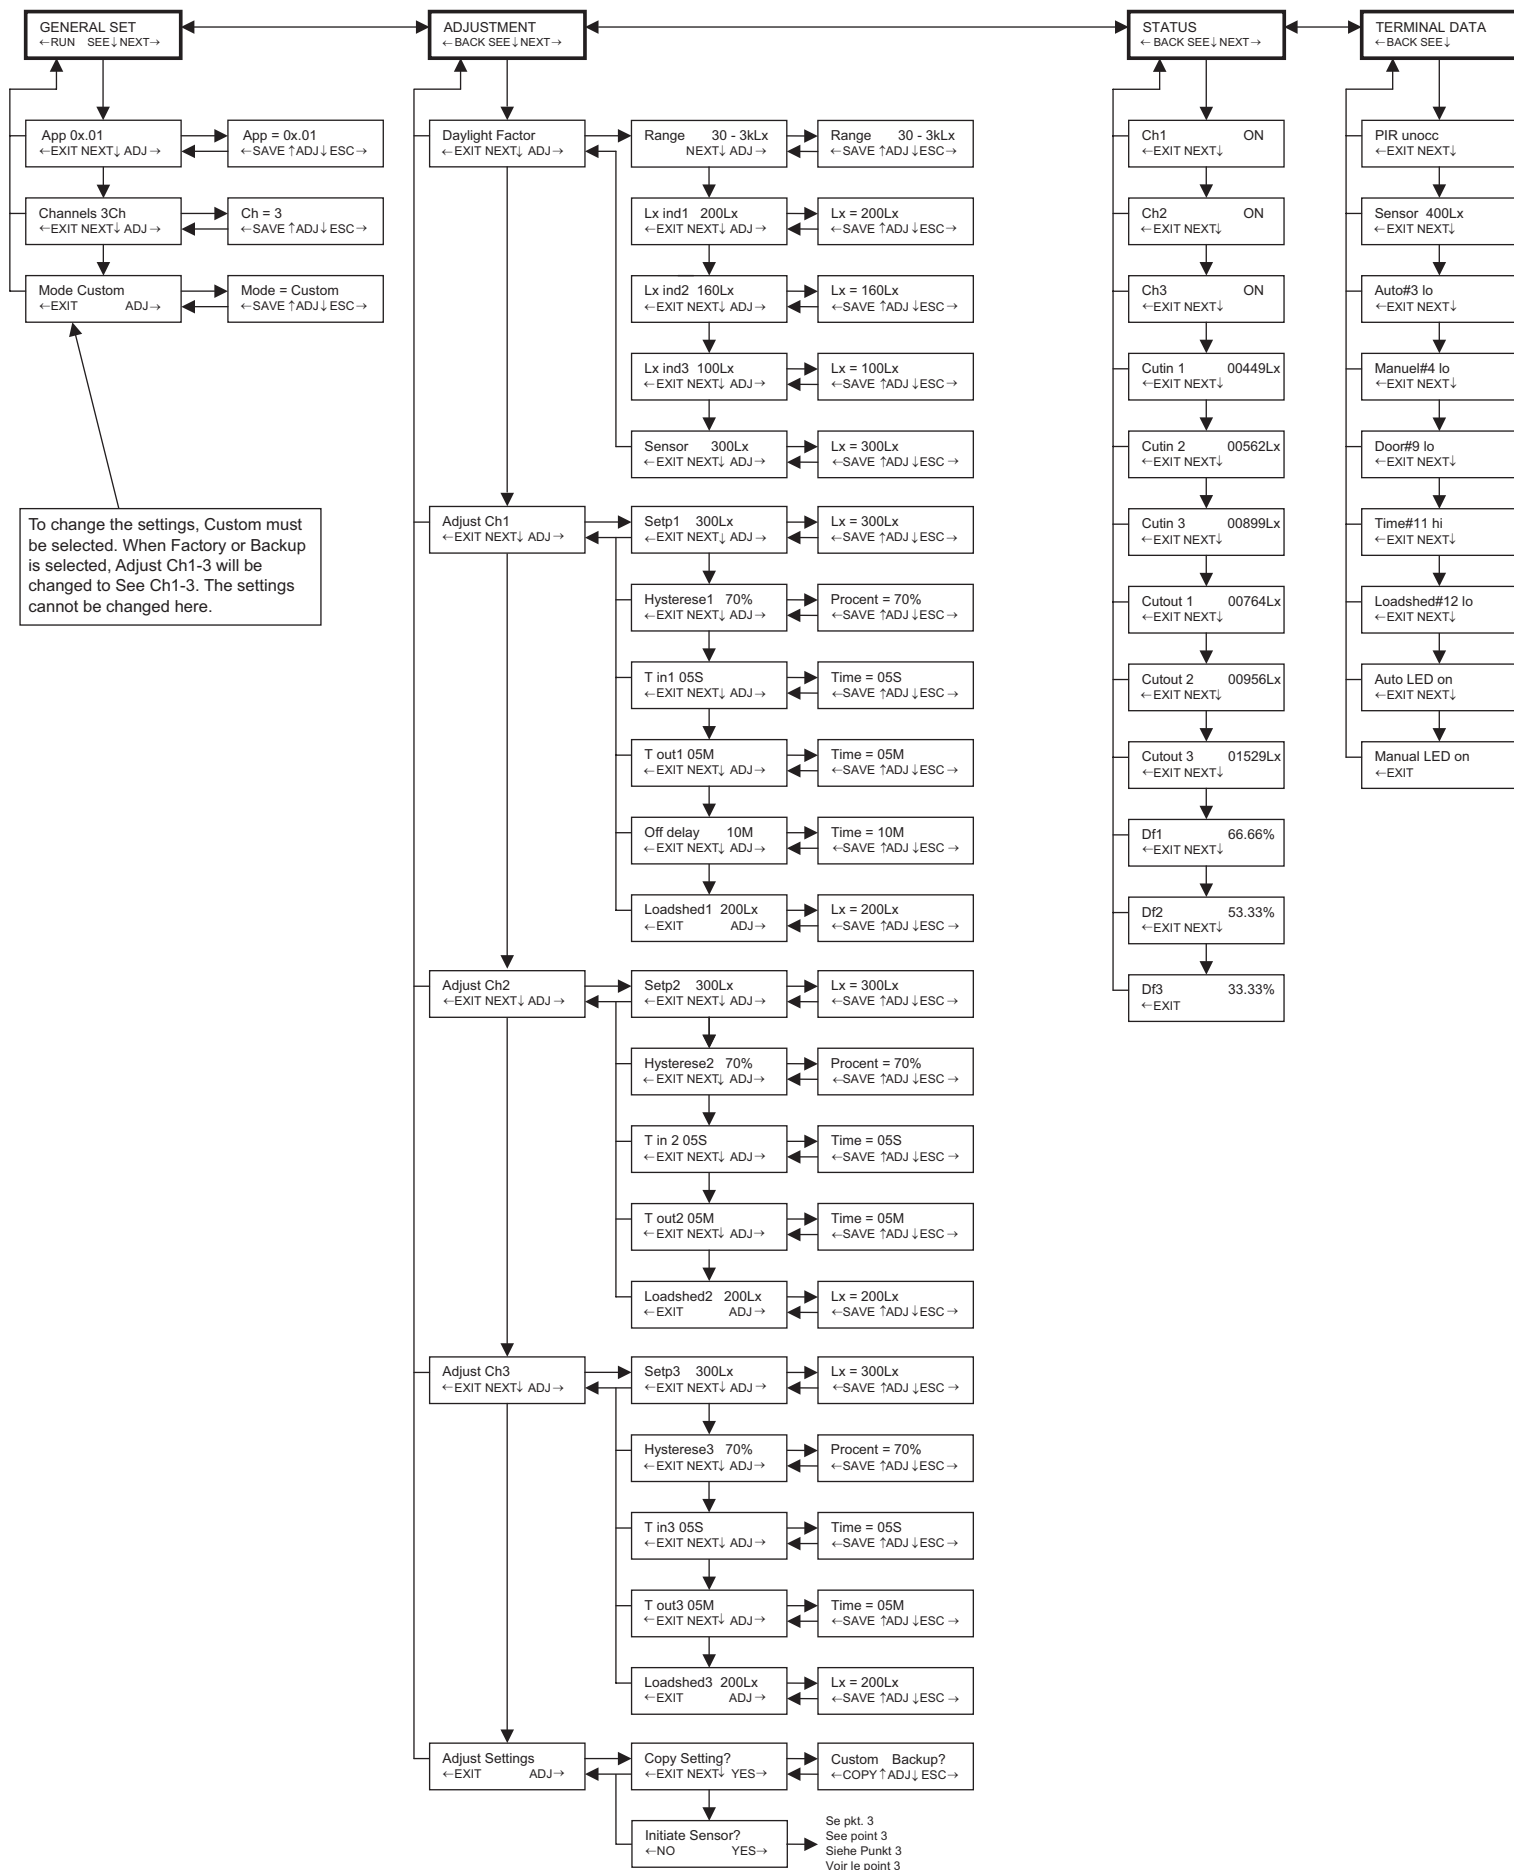 GENERAL SET
←RUN SEE↓NEXT→
App 0x.01
←EXIT NEXT↓ ADJ→
App = 0x.01
←SAVE ↑ADJ↓ESC→
Channels 3Ch
←EXIT NEXT↓ ADJ→
Ch = 3
←SAVE ↑ADJ↓ESC→
Mode Custom
←EXIT ADJ→
Mode = Custom
←SAVE ↑ADJ↓ESC→
To change the settings, Custom must
be selected. When Factory or Backup
is selected, Adjust Ch1-3 will be
changed to See Ch1-3. The settings
cannot be changed here.
ADJUSTMENT
←BACK SEE↓NEXT→
Daylight Factor
←EXIT NEXT↓ ADJ→
Range 30 - 3kLx
NEXT↓ ADJ→
Range 30 - 3kLx
←SAVE ↑ADJ↓ESC→
Lx ind1 200Lx
←EXIT NEXT↓ ADJ→
Lx = 200Lx
←SAVE ↑ADJ↓ESC→
Lx ind2 160Lx
←EXIT NEXT↓ ADJ→
Lx = 160Lx
←SAVE ↑ADJ↓ESC→
Lx ind3 100Lx
←EXIT NEXT↓ ADJ→
Lx = 100Lx
←SAVE ↑ADJ↓ESC→
Sensor 300Lx
←EXIT NEXT↓ ADJ→
Lx = 300Lx
←SAVE ↑ADJ↓ESC→
Adjust Ch1
←EXIT NEXT↓ ADJ→
Setp1 300Lx
←EXIT NEXT↓ ADJ→
Lx = 300Lx
←SAVE ↑ADJ↓ESC→
Hysterese1 70%
←EXIT NEXT↓ ADJ→
Procent = 70%
←SAVE ↑ADJ↓ESC→
T in1 05S
←EXIT NEXT↓ ADJ→
Time = 05S
←SAVE ↑ADJ↓ESC→
T out1 05M
←EXIT NEXT↓ ADJ→
Time = 05M
←SAVE ↑ADJ↓ESC→
Off delay 10M
←EXIT NEXT↓ ADJ→
Time = 10M
←SAVE ↑ADJ↓ESC→
Loadshed1 200Lx
←EXIT ADJ→
Lx = 200Lx
←SAVE ↑ADJ↓ESC→
Adjust Ch2
←EXIT NEXT↓ ADJ→
Setp2 300Lx
←EXIT NEXT↓ ADJ→
Lx = 300Lx
←SAVE ↑ADJ↓ESC→
Hysterese2 70%
←EXIT NEXT↓ ADJ→
Procent = 70%
←SAVE ↑ADJ↓ESC→
T in 2 05S
←EXIT NEXT↓ ADJ→
Time = 05S
←SAVE ↑ADJ↓ESC→
T out2 05M
←EXIT NEXT↓ ADJ→
Time = 05M
←SAVE ↑ADJ↓ESC→
Loadshed2 200Lx
←EXIT ADJ→
Lx = 200Lx
←SAVE ↑ADJ↓ESC→
Adjust Ch3
←EXIT NEXT↓ ADJ→
Setp3 300Lx
←EXIT NEXT↓ ADJ→
Lx = 300Lx
←SAVE ↑ADJ↓ESC→
Hysterese3 70%
←EXIT NEXT↓ ADJ→
Procent = 70%
←SAVE ↑ADJ↓ESC→
T in3 05S
←EXIT NEXT↓ ADJ→
Time = 05S
←SAVE ↑ADJ↓ESC→
T out3 05M
←EXIT NEXT↓ ADJ→
Time = 05M
←SAVE ↑ADJ↓ESC→
Loadshed3 200Lx
←EXIT ADJ→
Lx = 200Lx
←SAVE ↑ADJ↓ESC→
Adjust Settings
←EXIT ADJ→
Copy Setting?
←EXIT NEXT↓ YES→
Custom Backup?
←COPY↑ADJ↓ESC→
Initiate Sensor?
←NO YES→
Se pkt. 3
See point 3
Siehe Punkt 3
Voir le point 3
STATUS
←BACK SEE↓NEXT→
Ch1 ON
←EXIT NEXT↓
Ch2 ON
←EXIT NEXT↓
Ch3 ON
←EXIT NEXT↓
Cutin 1 00449Lx
←EXIT NEXT↓
Cutin 2 00562Lx
←EXIT NEXT↓
Cutin 3 00899Lx
←EXIT NEXT↓
Cutout 1 00764Lx
←EXIT NEXT↓
Cutout 2 00956Lx
←EXIT NEXT↓
Cutout 3 01529Lx
←EXIT NEXT↓
Df1 66.66%
←EXIT NEXT↓
Df2 53.33%
←EXIT NEXT↓
Df3 33.33%
←EXIT
TERMINAL DATA
←BACK SEE↓
PIR unocc
←EXIT NEXT↓
Sensor 400Lx
←EXIT NEXT↓
Auto#3 lo
←EXIT NEXT↓
Manuel#4 lo
←EXIT NEXT↓
Door#9 lo
←EXIT NEXT↓
Time#11 hi
←EXIT NEXT↓
Loadshed#12 lo
←EXIT NEXT↓
Auto LED on
←EXIT NEXT↓
Manual LED on
←EXIT